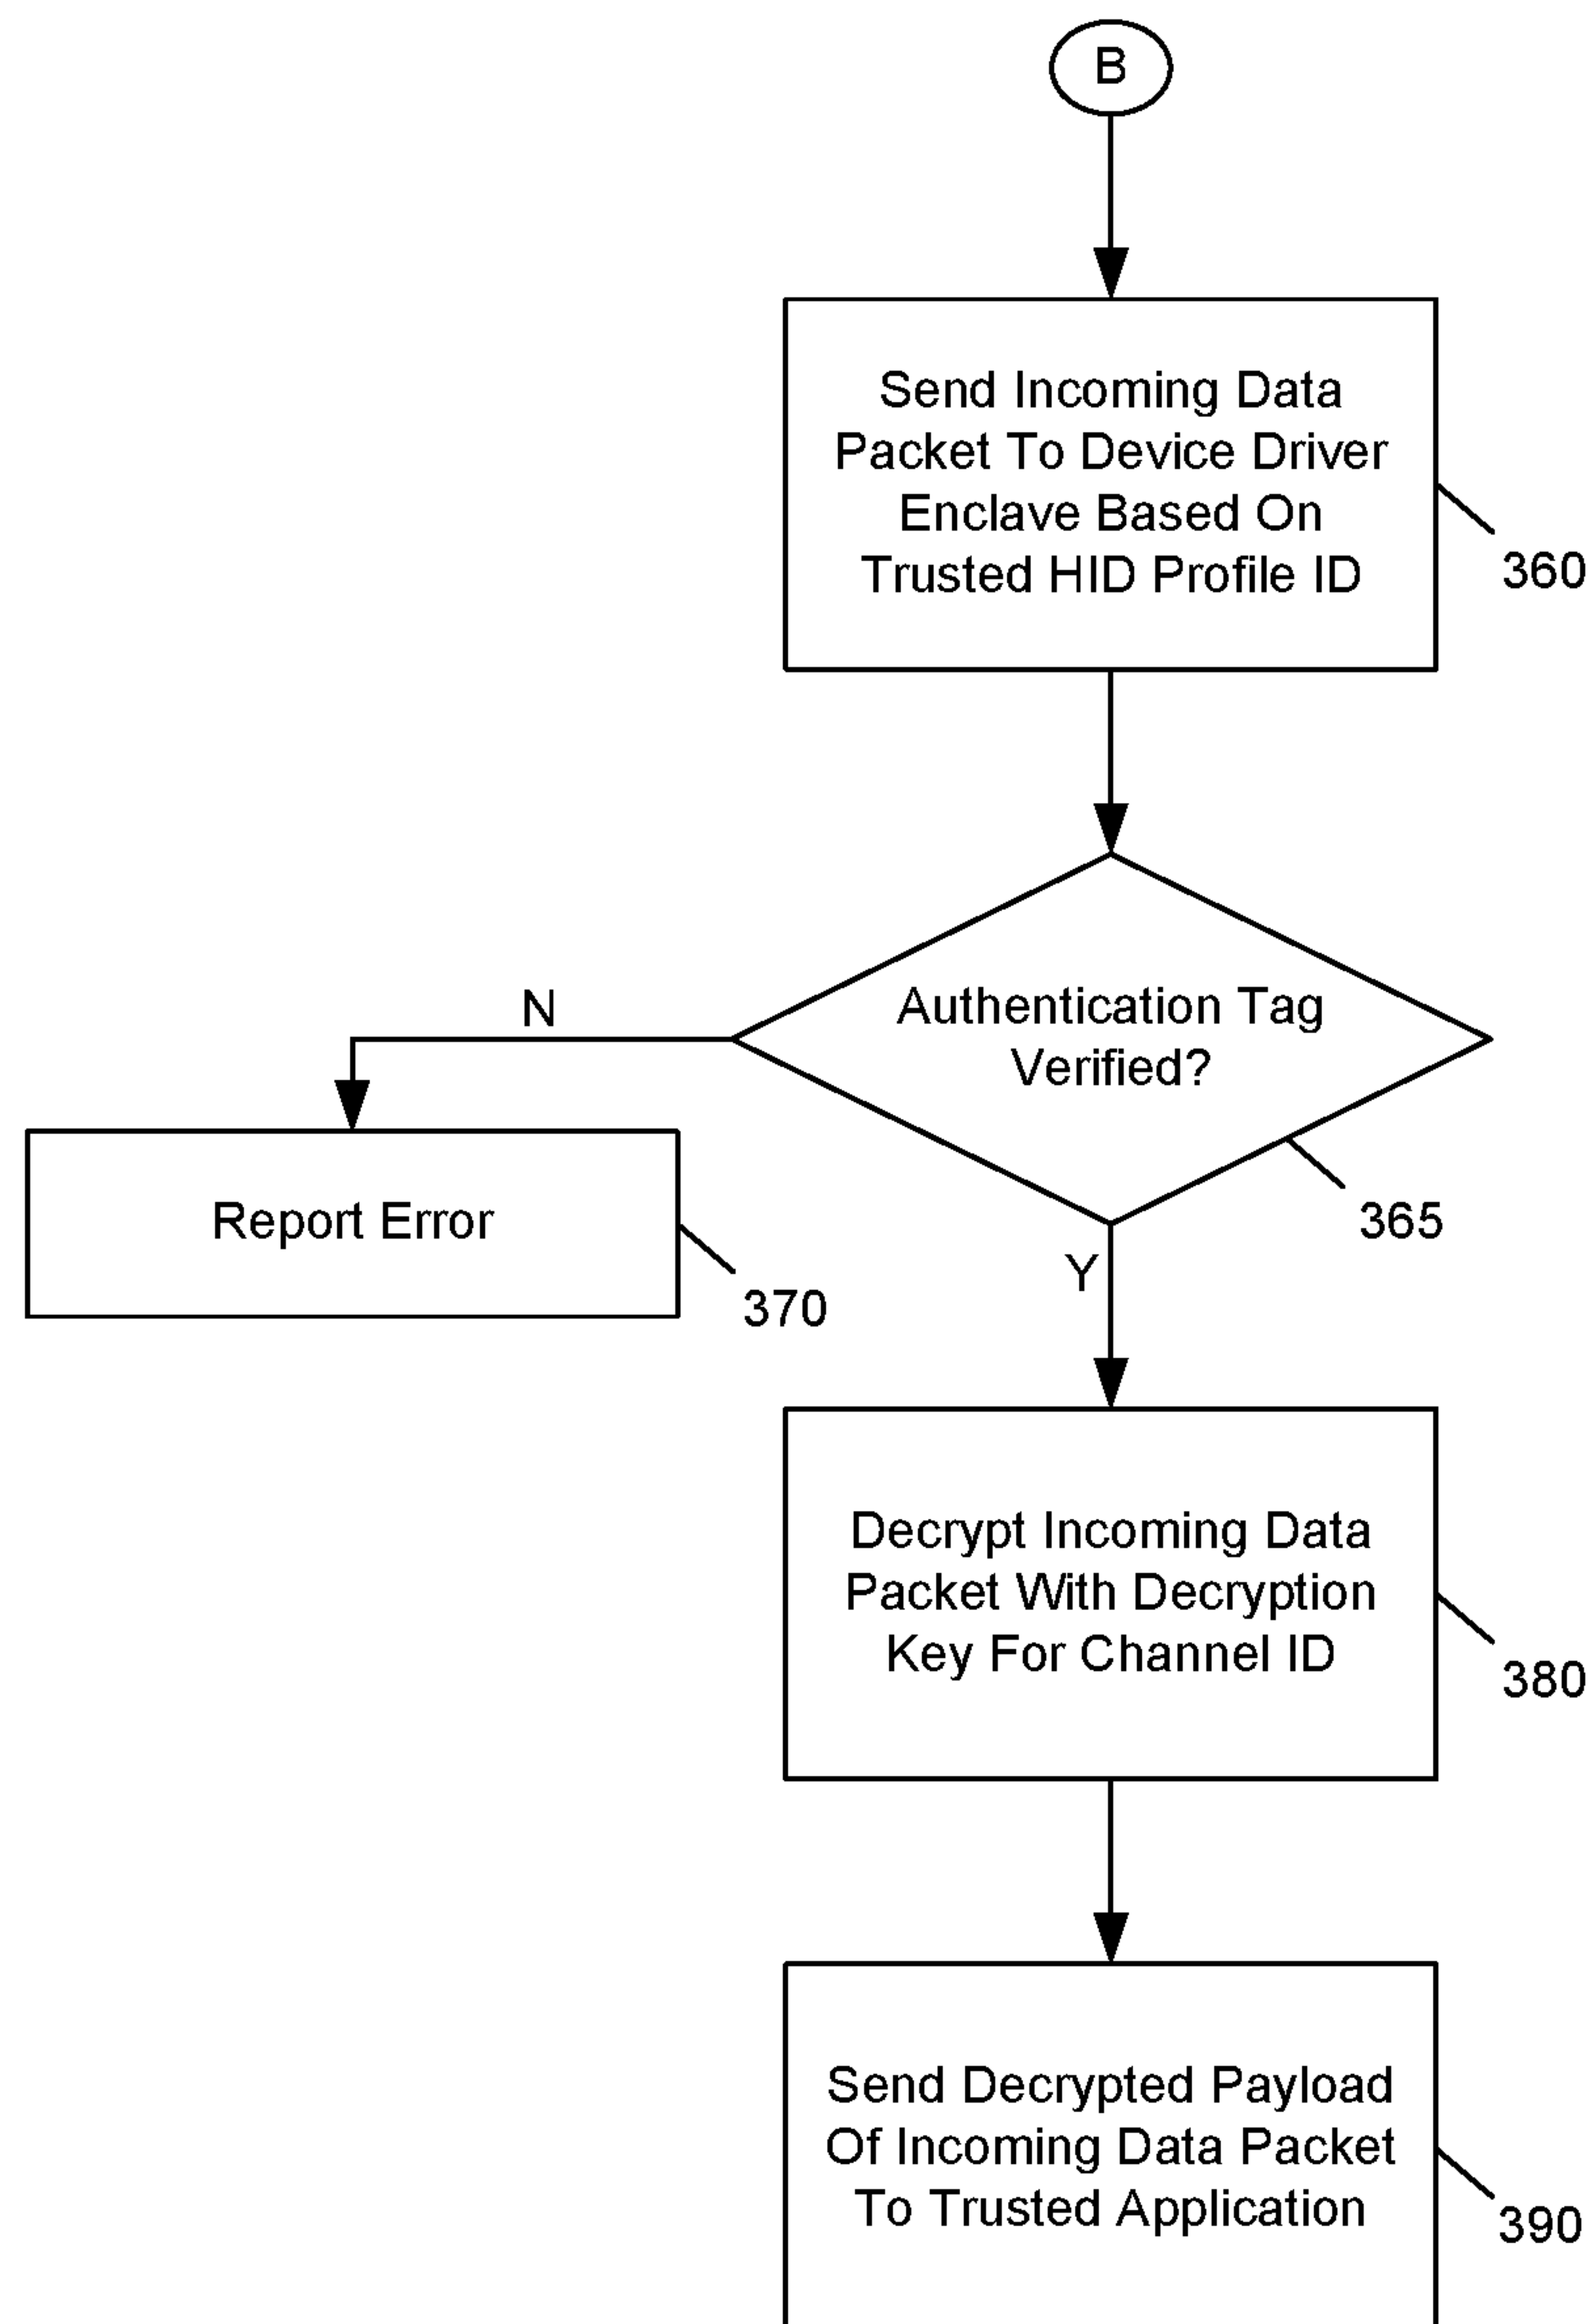 B
Send Incoming Data
Packet To Device Driver
Enclave Based On
Trusted HID Profile ID
360
Authentication Tag
Verified?
N
365
Report Error
370
Y
Decrypt Incoming Data
Packet With Decryption
Key For Channel ID
380
Send Decrypted Payload
Of Incoming Data Packet
To Trusted Application
390